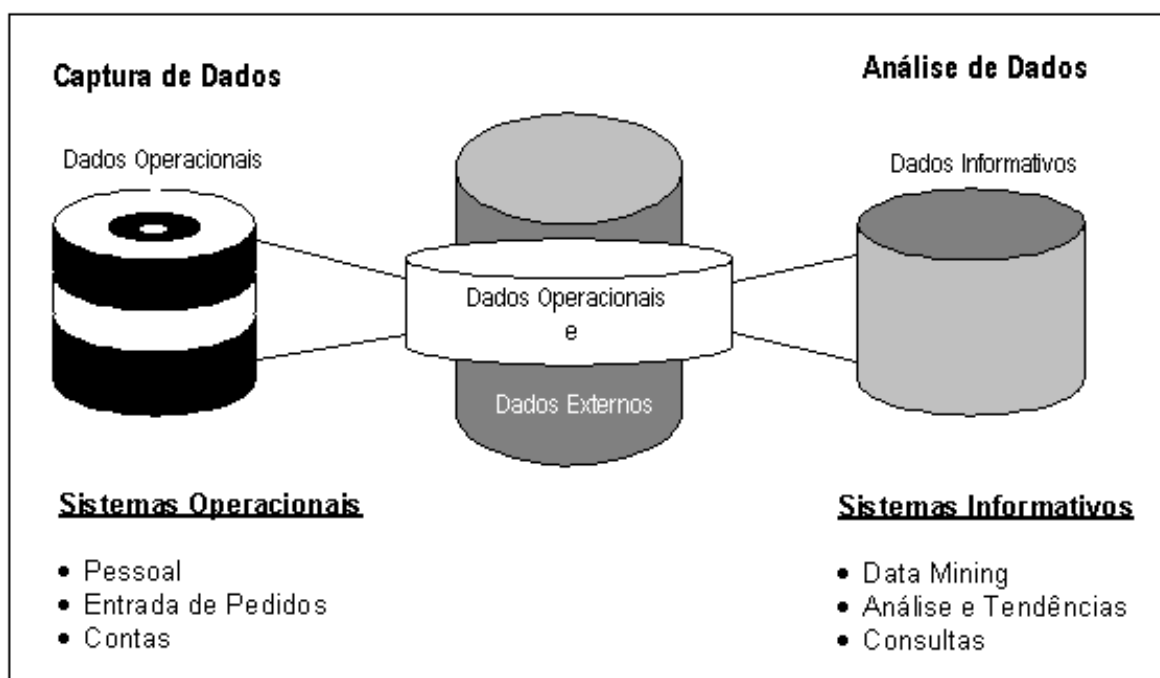 Captura de Dados
Análise de Dados
Dados Operacionais
Dados Informativos
Dados Operacionais
e
Dados Externos
Sistemas Operacionais
• Pessoal
• Entrada de Pedidos
• Contas
Sistemas Informativos
• Data Mining
• Análise e Tendências
• Consultas